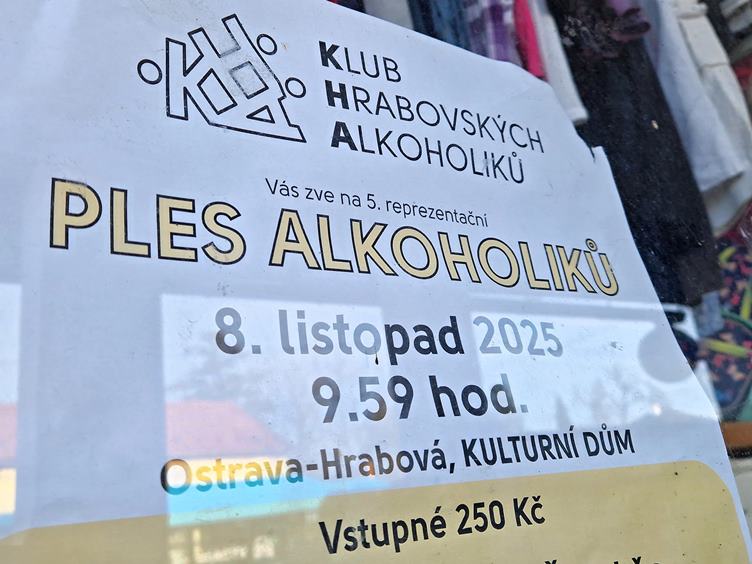 KHA
KLUB
HRABOVSKÝCH
ALKOHOLIKŮ
Vás zve na 5. reprezentační
PLES ALKOHOLIKŮ
8. listopad 2025
9.59 hod.
Ostrava-Hrabová, KULTURNÍ DŮM
Vstupné 250 Kč